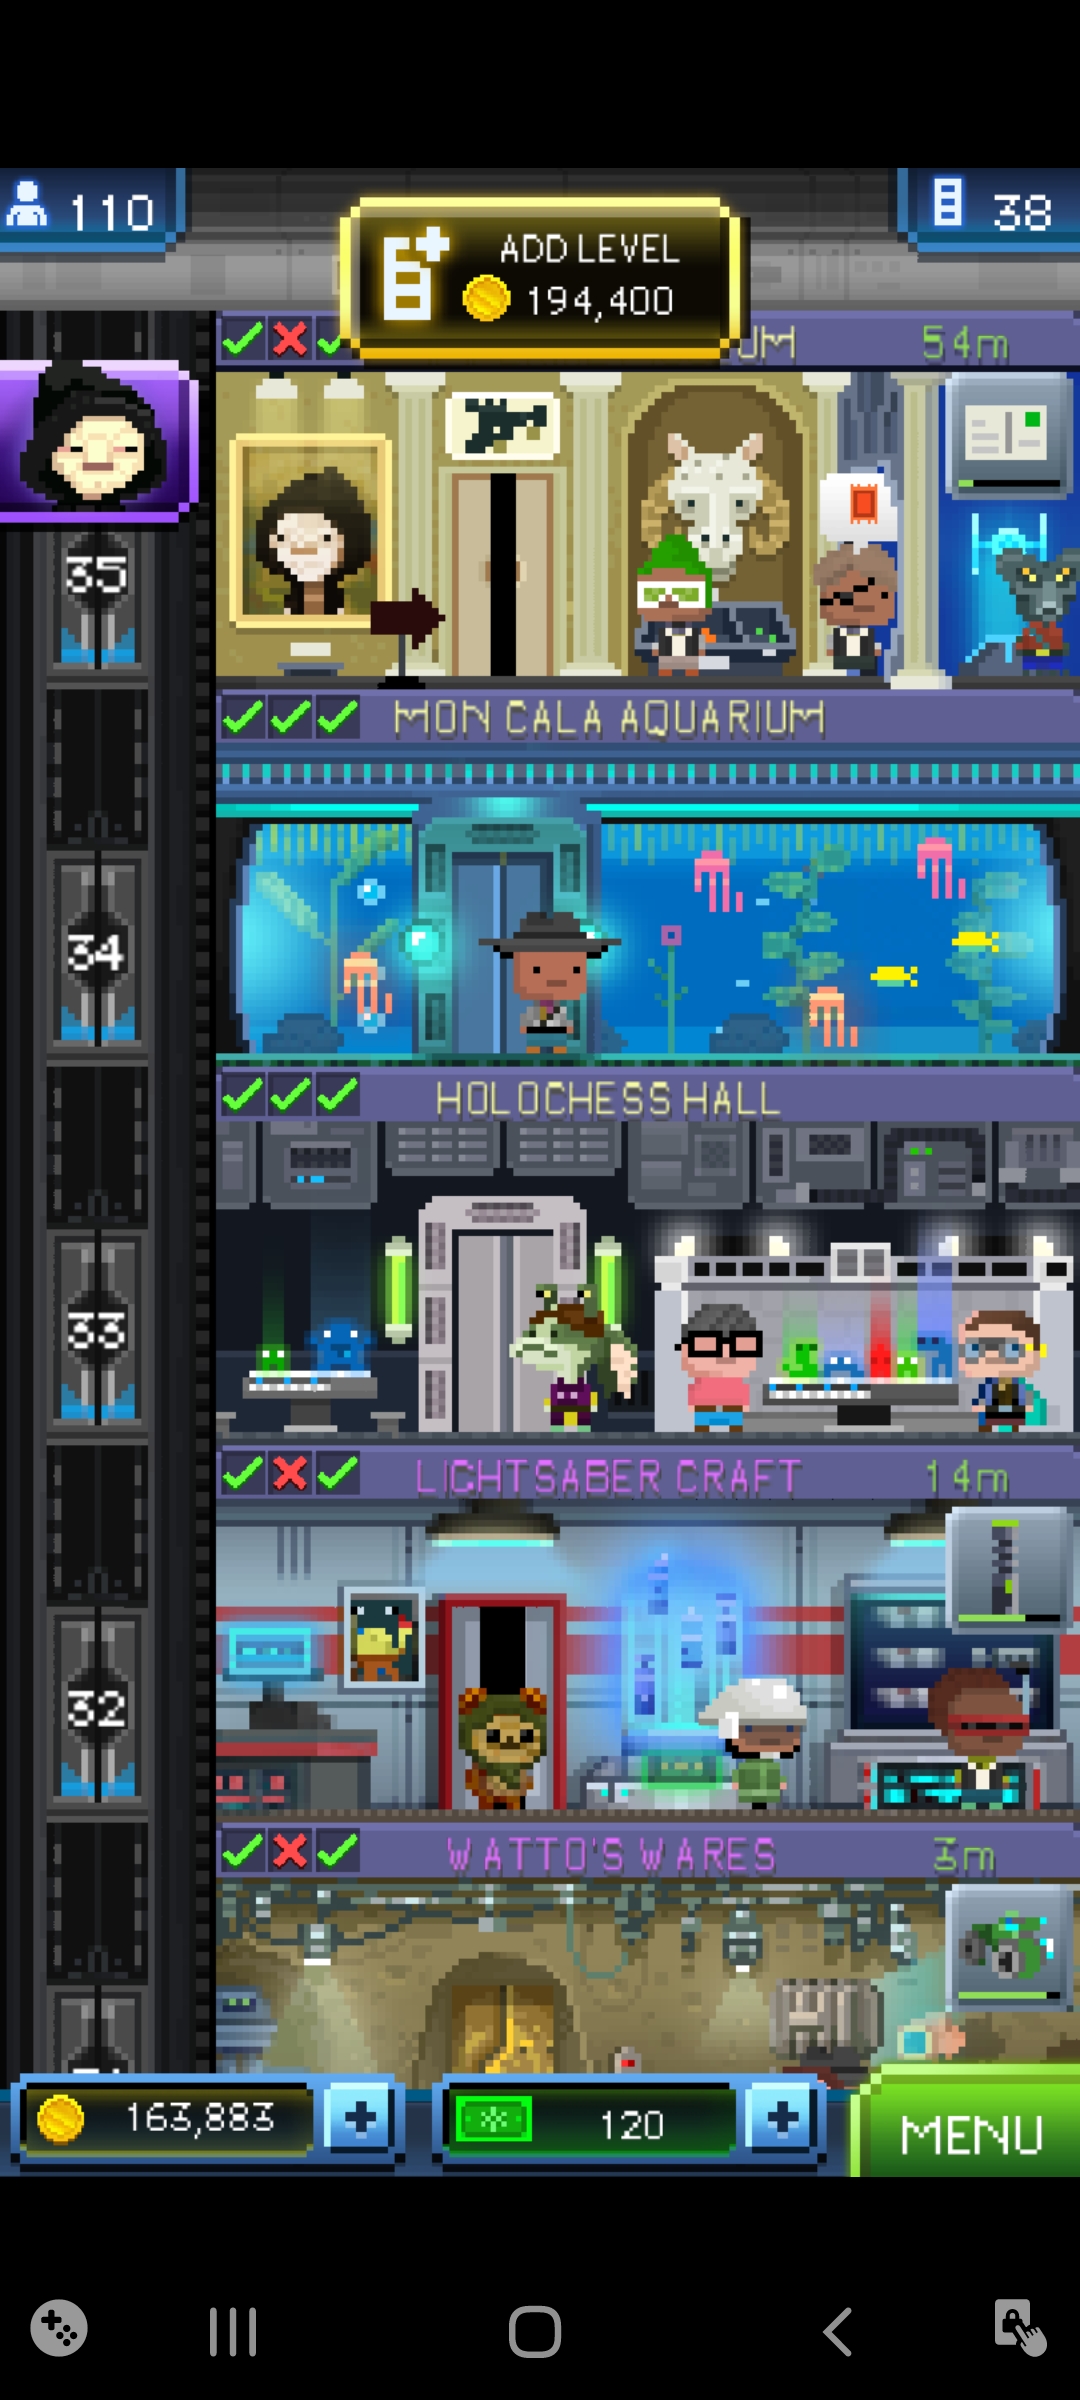 110
ADD LEVEL
194,400
38
UM 54m
35
MON CALA AQUARIUM
34
HOLOCHESS HALL
33
LIGHTSABER CRAFT 14m
32
WATTO'S WARES 3m
163,883
120
MENU